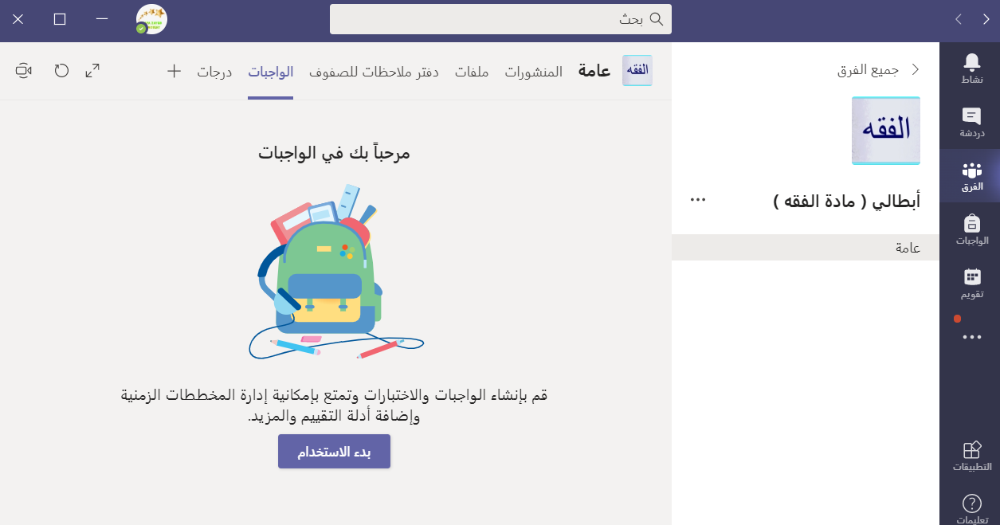 بحث
نشاط
دردشة
الفرق
الواجبات
تقويم
التطبيقات
تعليمات
جميع الفرق
الفقه
أبطالي ( مادة الفقه )
عامة
الفقه
عامة
المنشورات
ملفات
دفتر ملاحظات للصفوف
الواجبات
درجات
مرحباً بك في الواجبات
قم بإنشاء الواجبات والاختبارات وتمتع بإمكانية إدارة المخططات الزمنية
وإضافة أدلة التقييم والمزيد.
بدء الاستخدام